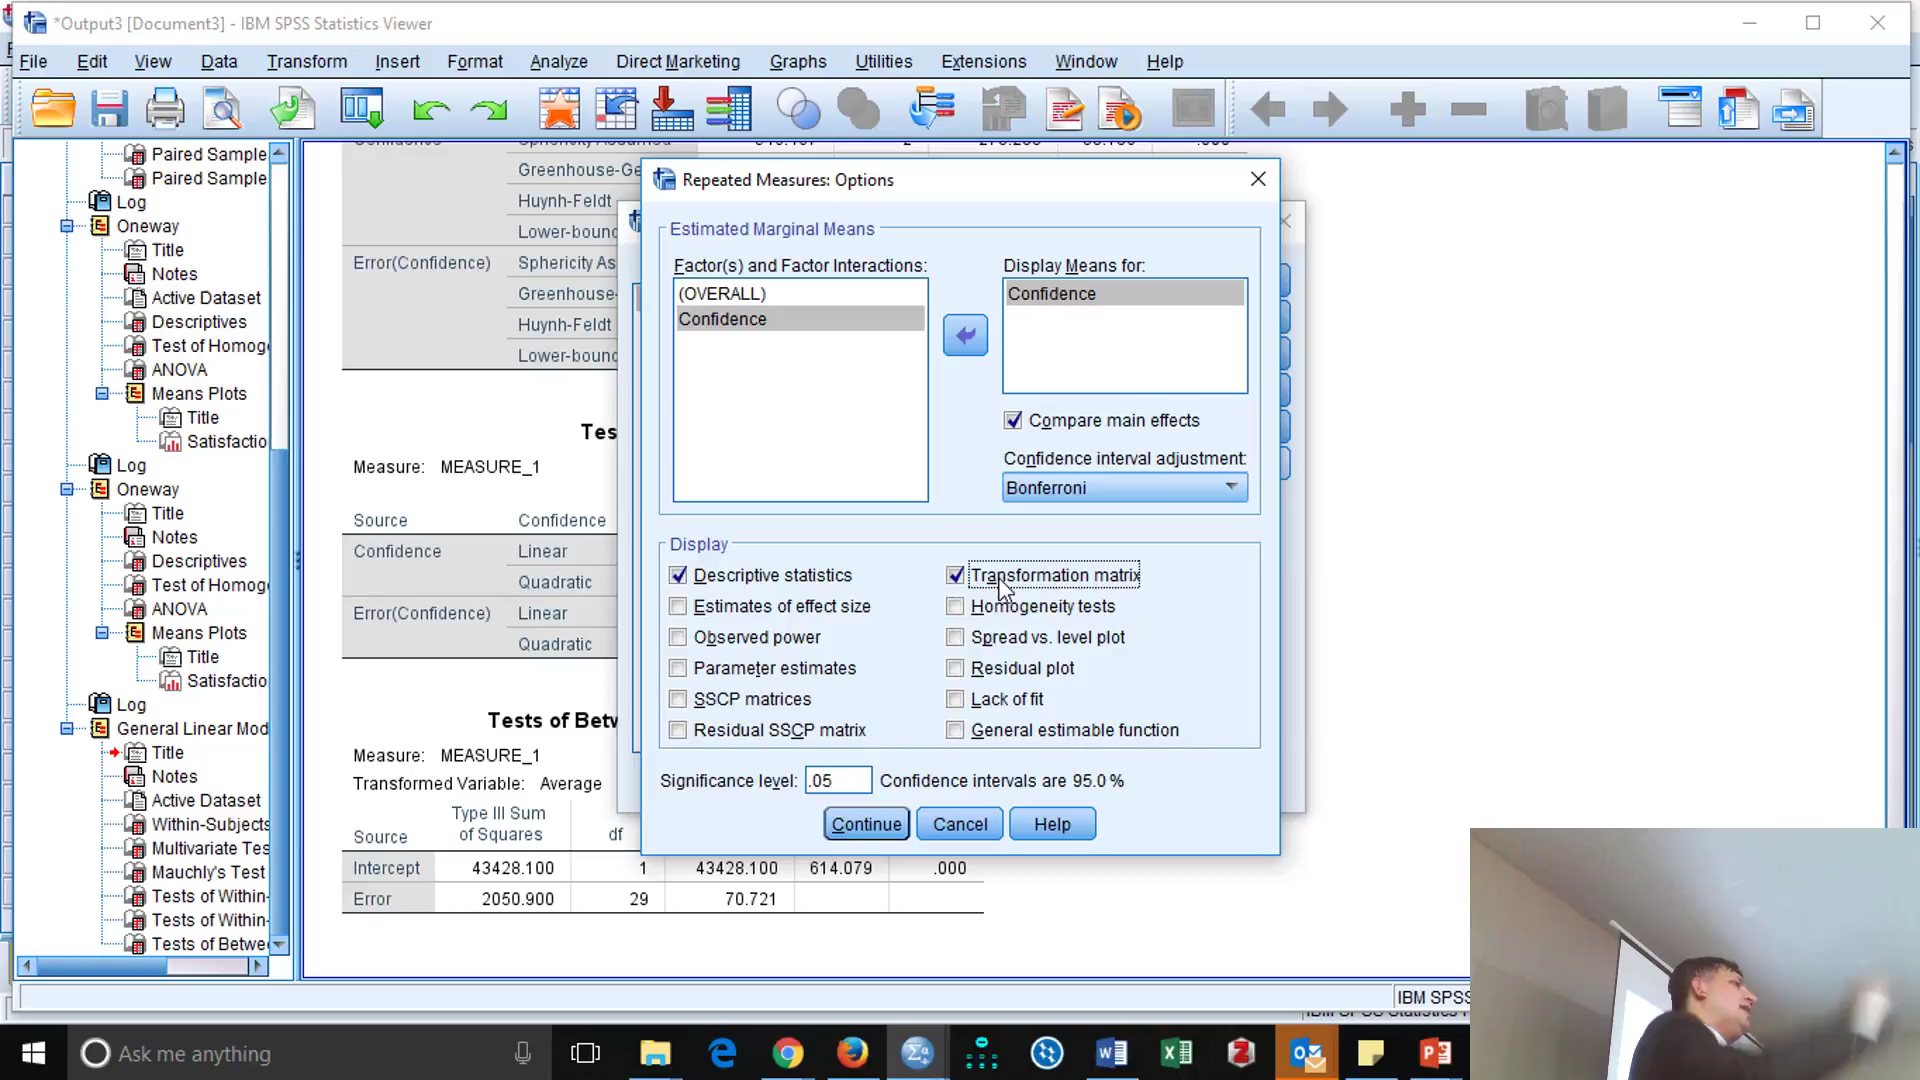 *Output3 [Document3] - IBM SPSS Statistics Viewer
File Edit View Data Transform Insert Format Analyze Direct Marketing Graphs Utilities Extensions Window Help
Paired Sample
Paired Sample
Log
Oneway
Title
Notes
Active Dataset
Descriptives
Test of Homog
ANOVA
Means Plots
Title
Satisfactio
Log
Oneway
Title
Notes
Descriptives
Test of Homog
ANOVA
Means Plots
Title
Satisfactio
Log
General Linear Mod
Title
Notes
Active Dataset
Within-Subjects
Multivariate Tes
Mauchly's Test
Tests of Within-
Tests of Within-
Tests of Betwe
Greenhouse-Ge
Huynh-Feldt
Lower-bound
Error(Confidence) Sphericity As
Greenhouse-
Huynh-Feldt
Lower-bound
Tes
Measure: MEASURE_1
Source Confidence
Confidence Linear
Quadratic
Error(Confidence) Linear
Quadratic
Tests of Betw
Measure: MEASURE_1
Transformed Variable: Average
Source Type III Sum of Squares df
Intercept 43428.100 1 43428.100 614.079 .000
Error 2050.900 29 70.721
Repeated Measures: Options
Estimated Marginal Means
Factor(s) and Factor Interactions: Display Means for:
(OVERALL) Confidence
Confidence
Compare main effects
Confidence interval adjustment:
Bonferroni
Display
Descriptive statistics Transformation matrix
Estimates of effect size Homogeneity tests
Observed power Spread vs. level plot
Parameter estimates Residual plot
SSCP matrices Lack of fit
Residual SSCP matrix General estimable function
Significance level: .05 Confidence intervals are 95.0 %
Continue Cancel Help
IBM SPSS
Ask me anything